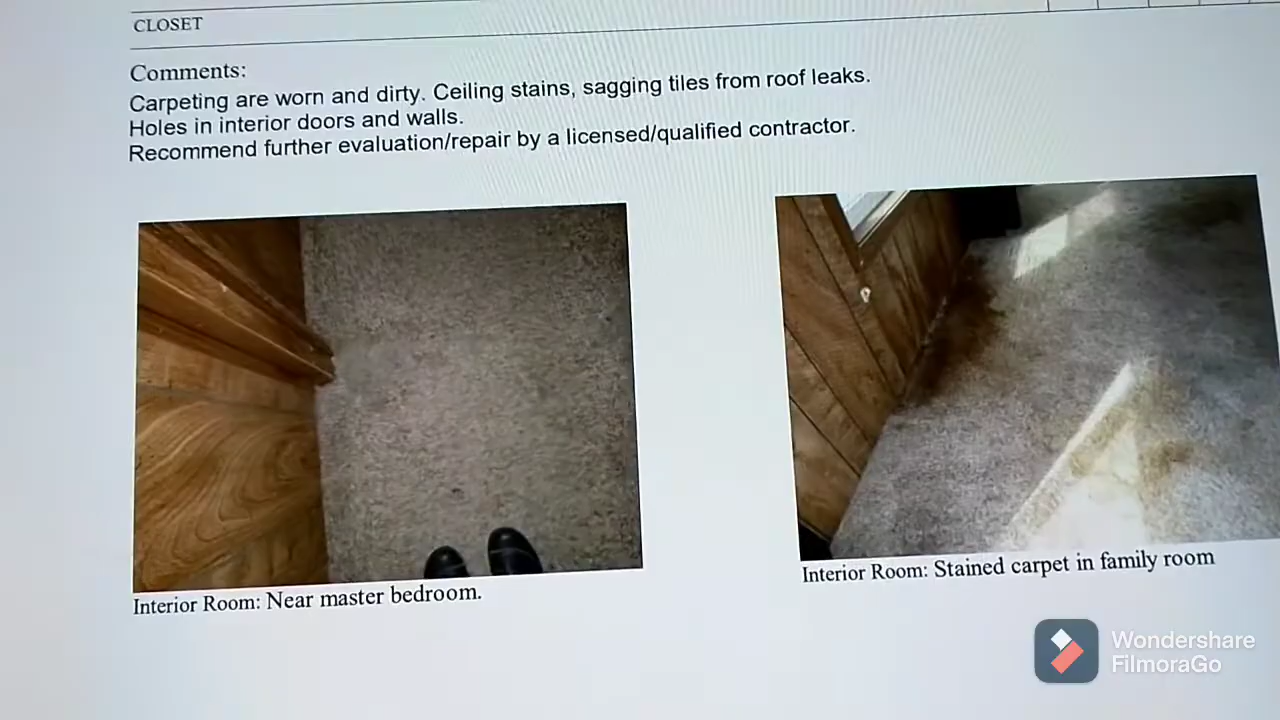 CLOSET
Comments:
Carpeting are worn and dirty. Ceiling stains, sagging tiles from roof leaks.
Holes in interior doors and walls.
Recommend further evaluation/repair by a licensed/qualified contractor.
Interior Room: Near master bedroom.
Interior Room: Stained carpet in family room
Wondershare
FilmoraGo